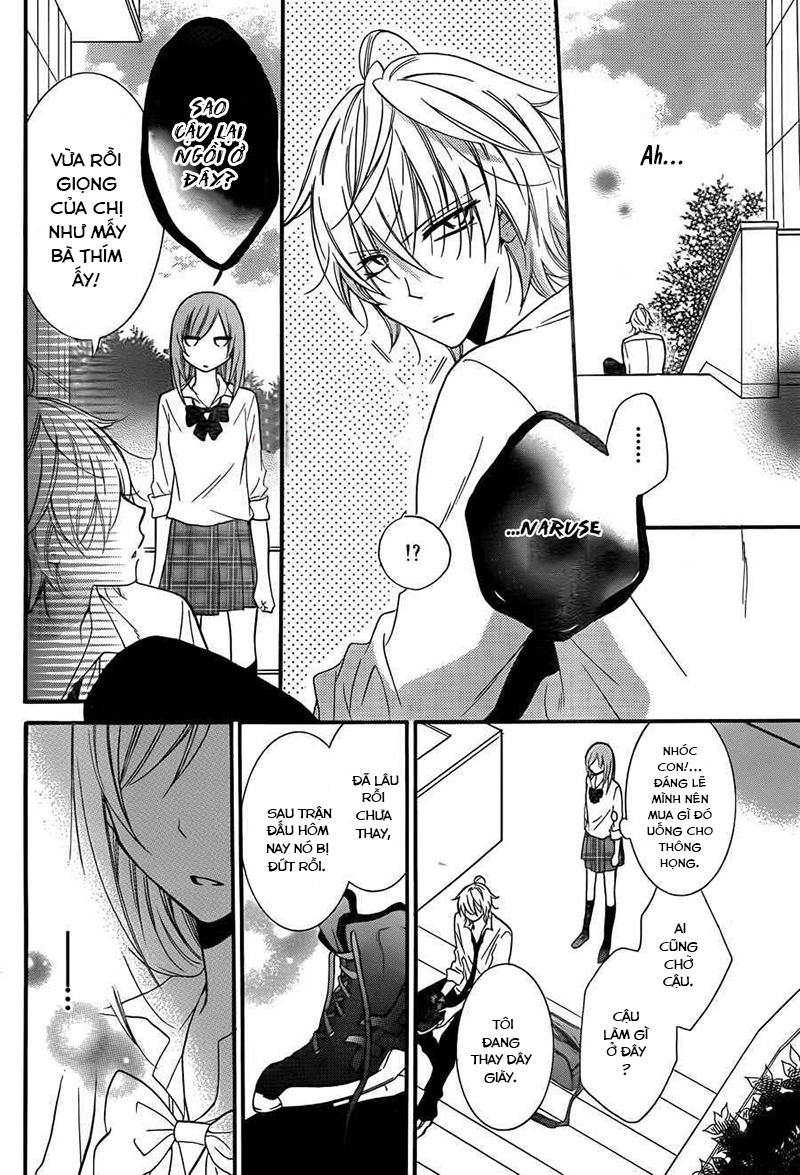 Ah...
......
...NARUSE
!?
SAO
CẬU LẠI
NGỒI Ở
ĐÂY?
VỪA RỒI
GIỌNG
CỦA CHỊ
NHƯ MẤY
BÀ THÍM
ẤY!
NHÓC
CON!...
ĐÁNG LẼ
MÌNH NÊN
MUA GÌ ĐÓ
UỐNG CHO
THÔNG
HỌNG.
AI
CŨNG
CHỜ
CẬU.
CẬU
LÀM GÌ
Ở ĐÂY
?
TÔI
ĐANG
THAY DÂY
GIÀY.
ĐÃ LÂU
RỒI
CHƯA
THAY,
SAU TRẬN
ĐẤU HÔM
NAY NÓ BỊ
ĐỨT RỒI.
!...